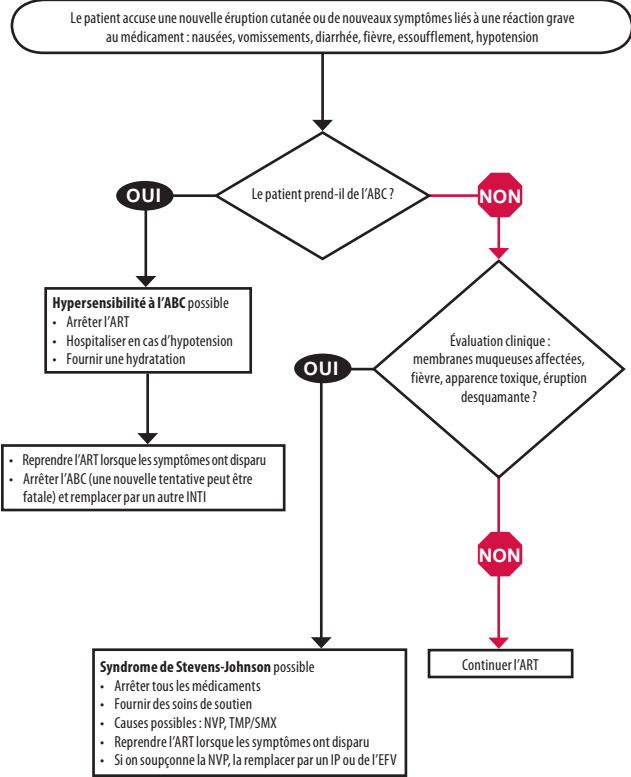 Le patient accuse une nouvelle éruption cutanée ou de nouveaux symptômes liés à une réaction grave
au médicament : nausées, vomissements, diarrhée, fièvre, essoufflement, hypotension
Le patient prend-il de l'ABC ?
OUI
NON
Hypersensibilité à l'ABC possible
• Arrêter l'ART
• Hospitaliser en cas d'hypotension
• Fournir une hydratation
Évaluation clinique :
membranes muqueuses affectées,
fièvre, apparence toxique, éruption
desquamante ?
OUI
• Reprendre l'ART lorsque les symptômes ont disparu
• Arrêter l'ABC (une nouvelle tentative peut être
fatale) et remplacer par un autre INTI
NON
Syndrome de Stevens-Johnson possible
• Arrêter tous les médicaments
• Fournir des soins de soutien
• Causes possibles : NVP, TMP/SMX
• Reprendre l'ART lorsque les symptômes ont disparu
• Si on soupçonne la NVP, la remplacer par un IP ou de l'EFV
Continuer l'ART